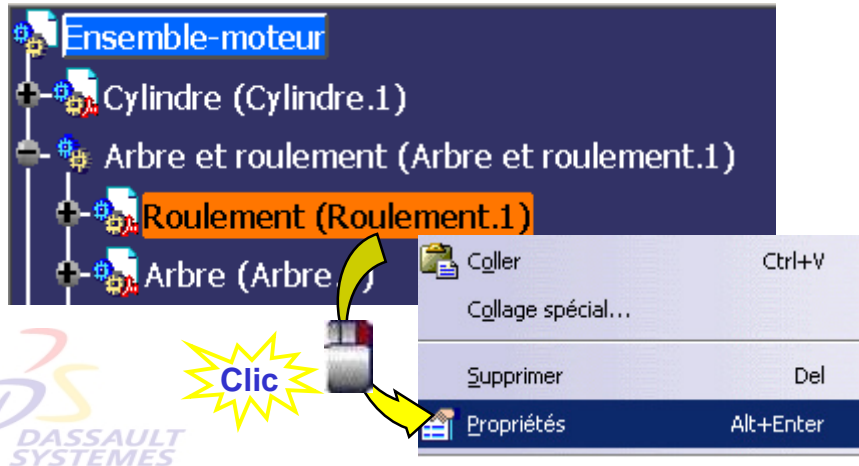 Ensemble-moteur
Cylindre (Cylindre.1)
Arbre et roulement (Arbre et roulement.1)
Roulement (Roulement.1)
Arbre (Arbre.
Coller Ctrl+V
Collage spécial...
Clic
Supprimer Del
Propriétés Alt+Enter
DASSAULT
SYSTEMES